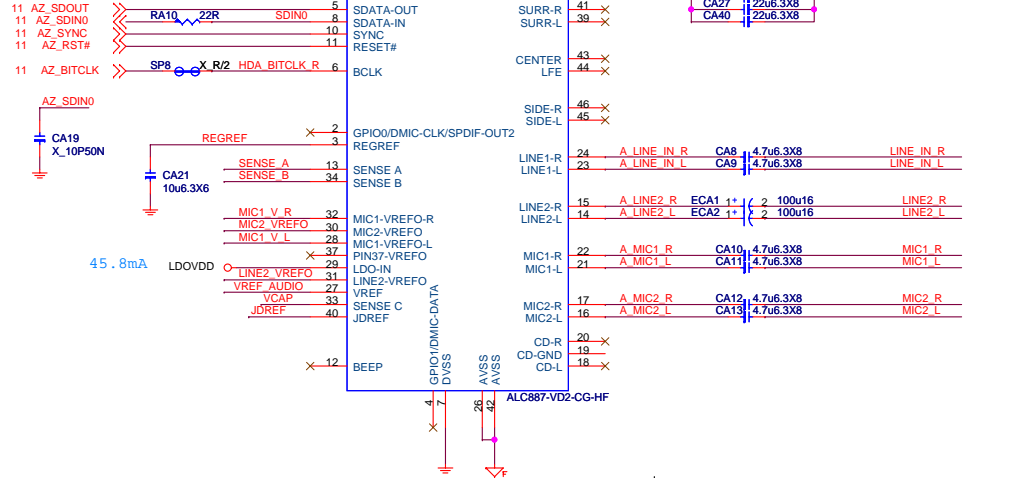 11 AZ_SDOUT 5 SDATA-OUT SURR-R 41 CA27 22u6.3X8
11 AZ_SDIN0 RA10 22R SDIN0 8 SDATA-IN SURR-L 39 CA40 22u6.3X8
11 AZ_SYNC 10 SYNC
11 AZ_RST# 11 RESET#
CENTER 43
11 AZ_BITCLK SP8 X_R/2 HDA_BITCLK_R 6 BCLK LFE 44
AZ_SDIN0 SIDE-R 46
SIDE-L 45
2 GPIO0/DMIC-CLK/SPDIF-OUT2
CA19 REGREF 3 REGREF
X_10P50N
LINE1-R 24 A_LINE_IN_R CA8 4.7u6.3X8 LINE_IN_R
SENSE_A 13 SENSE A LINE1-L 23 A_LINE_IN_L CA9 4.7u6.3X8 LINE_IN_L
CA21 SENSE_B 34 SENSE B
10u6.3X6
LINE2-R 15 A_LINE2_R ECA1 1 + 2 100u16 LINE2_R
MIC1_V_R 32 MIC1-VREFO-R LINE2-L 14 A_LINE2_L ECA2 1 + 2 100u16 LINE2_L
MIC2_VREFO 30 MIC2-VREFO
MIC1_V_L 28 MIC1-VREFO-L
37 PIN37-VREFO MIC1-R 22 A_MIC1_R CA10 4.7u6.3X8 MIC1_R
45.8mA LDOVDD 29 LDO-IN MIC1-L 21 A_MIC1_L CA11 4.7u6.3X8 MIC1_L
LINE2_VREFO 31 LINE2-VREFO
VREF_AUDIO 27 VREF
VCAP 33 SENSE C MIC2-R 17 A_MIC2_R CA12 4.7u6.3X8 MIC2_R
JDREF 40 JDREF MIC2-L 16 A_MIC2_L CA13 4.7u6.3X8 MIC2_L
CD-R 20
CD-GND 19
12 BEEP CD-L 18
GPIO1/DMIC-DATA
DVSS
AVSS
AVSS
ALC887-VD2-CG-HF
4
7
26
42